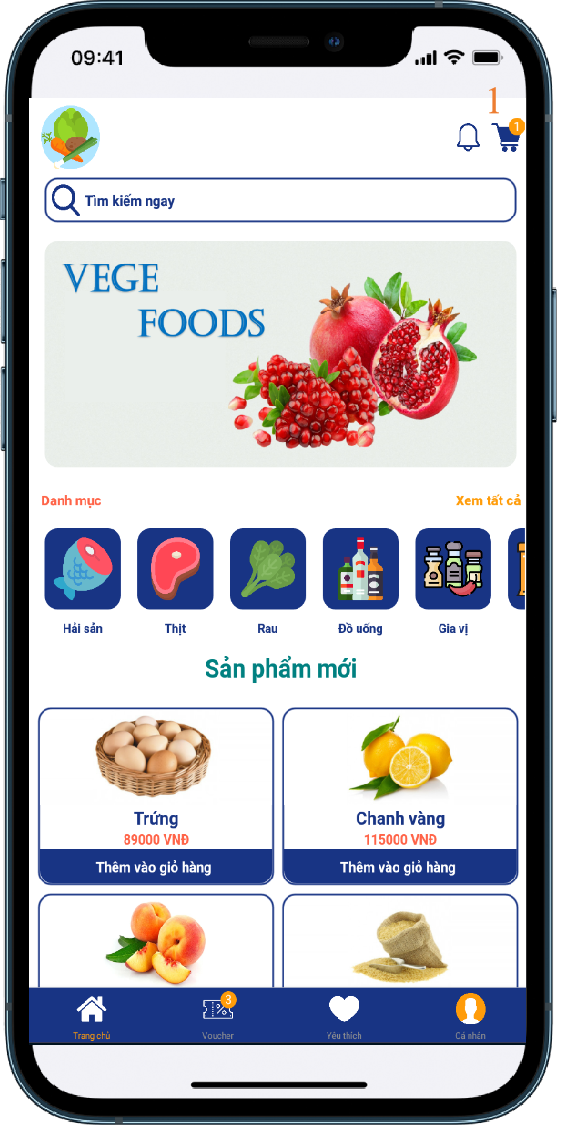 09:41
1
1
Tìm kiếm ngay
VEGE
FOODS
Danh mục
Xem tất cả
Hải sản
Thịt
Rau
Đồ uống
Gia vị
Sản phẩm mới
Trứng
89000 VNĐ
Thêm vào giỏ hàng
Chanh vàng
115000 VNĐ
Thêm vào giỏ hàng
3
Trang chủ
Voucher
Yêu thích
Cá nhân